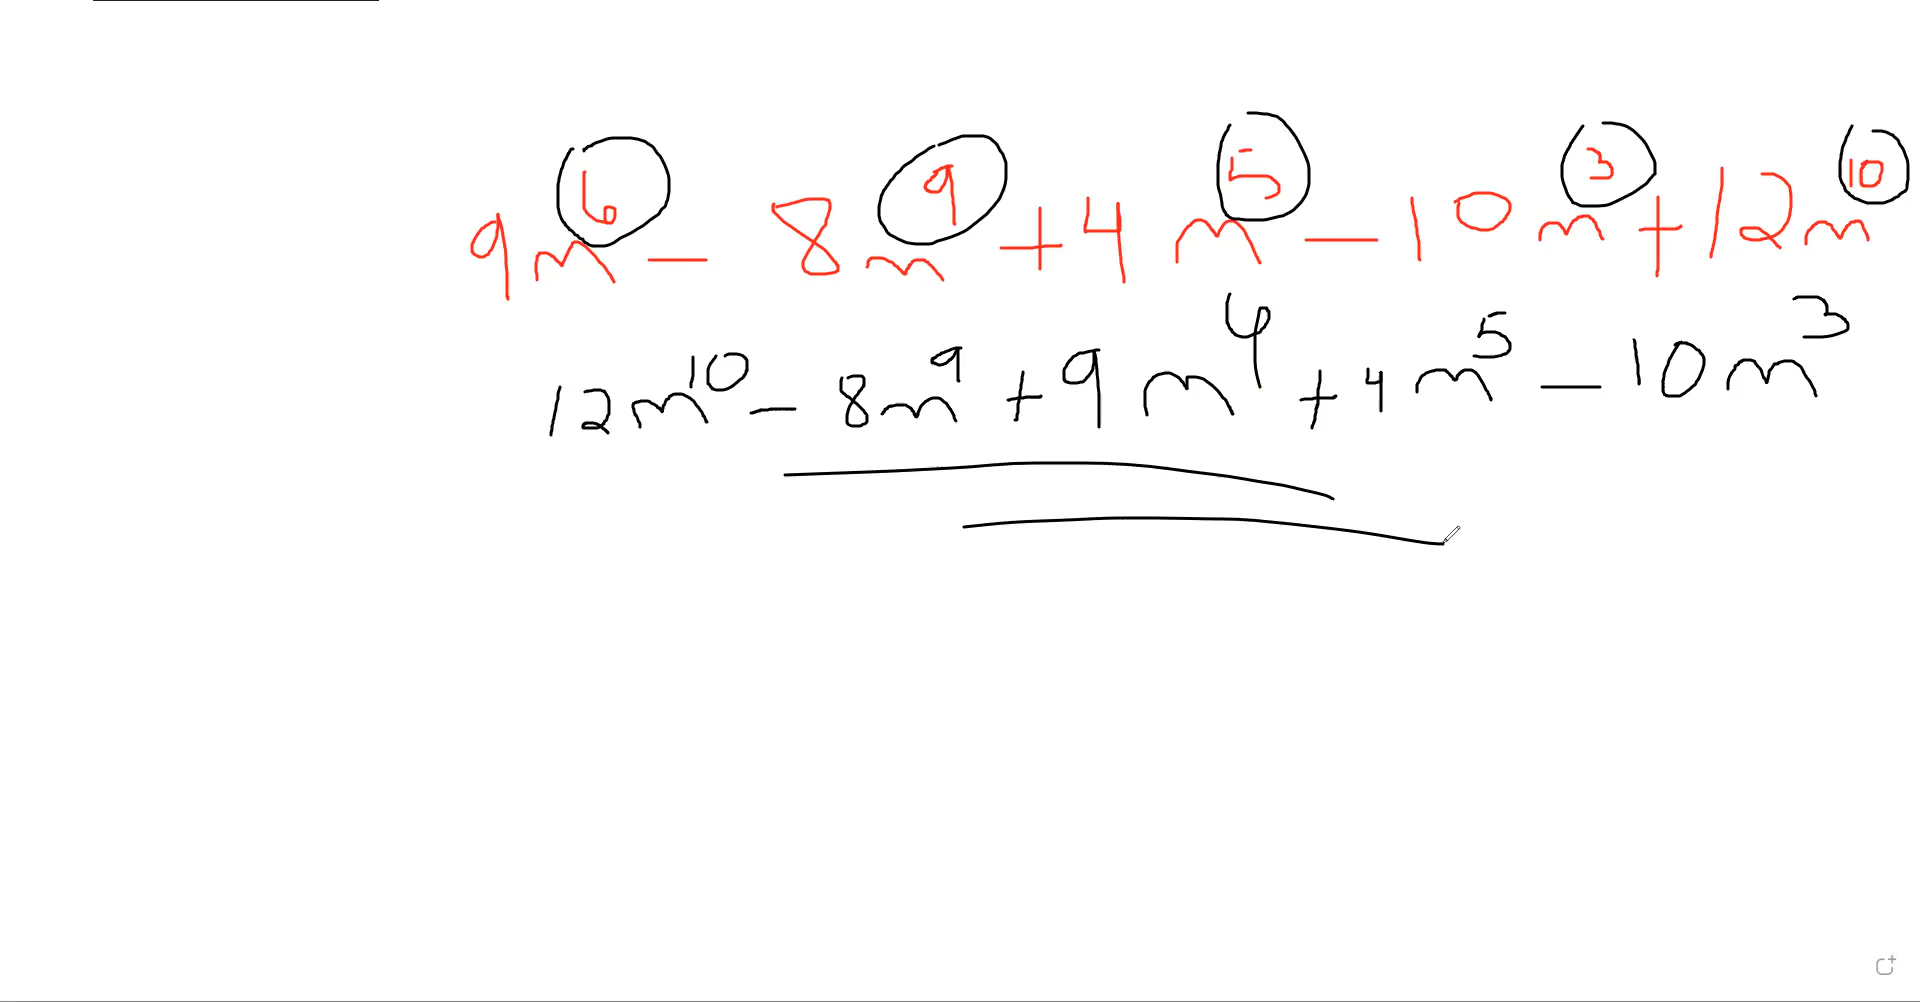 9m⁶ - 8m⁹ + 4m⁵ - 10m³ + 12m¹⁰
12m¹⁰ - 8m⁹ + 9m⁴ + 4m⁵ - 10m³